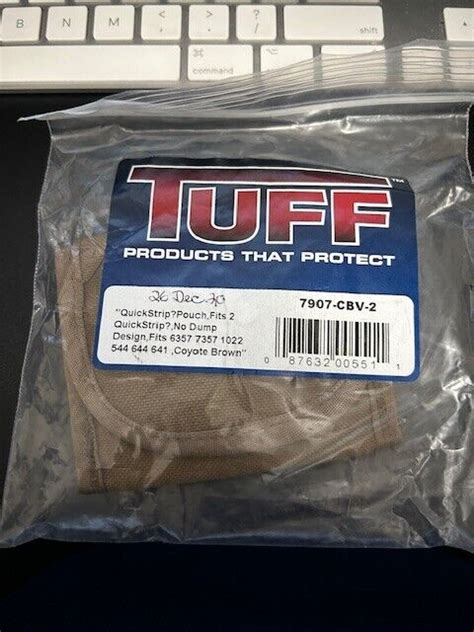 B N M < >
command
TUFF
TM
PRODUCTS THAT PROTECT
26 Dec 20
7907-CBV-2
"QuickStrip?Pouch,Fits 2
QuickStrip?,No Dump
Design,Fits 6357 7357 1022
544 644 641 ,Coyote Brown"
0 87632 00551 1